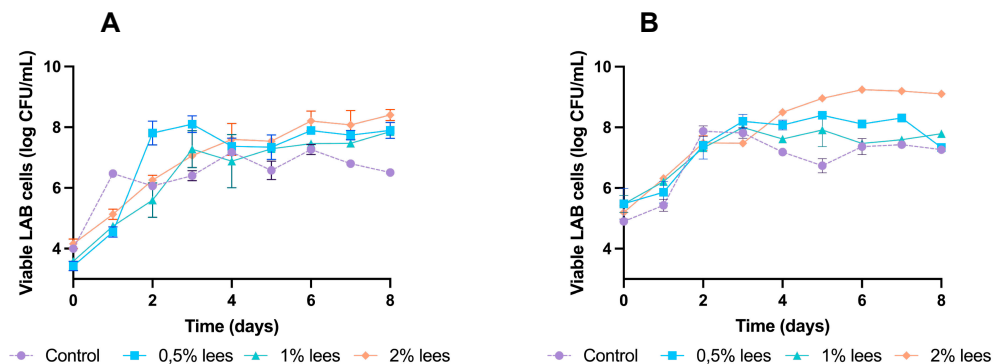 A
Viable LAB cells (log CFU/mL)
10
8
6
4
0 2 4 6 8
Time (days)
Control 0,5% lees 1% lees 2% lees
B
Viable LAB cells (log CFU/mL)
10
8
6
4
0 2 4 6 8
Time (days)
Control 0,5% lees 1% lees 2% lees